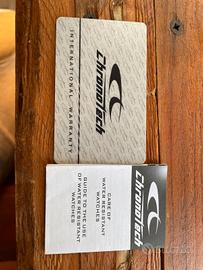 Chronotech
INTERNATIONAL WARRANTY
Chronotech
CARE OF
WATER RESISTANT
WATCHES
GUIDE TO THE USE
OF WATER RESISTANT
WATCHES